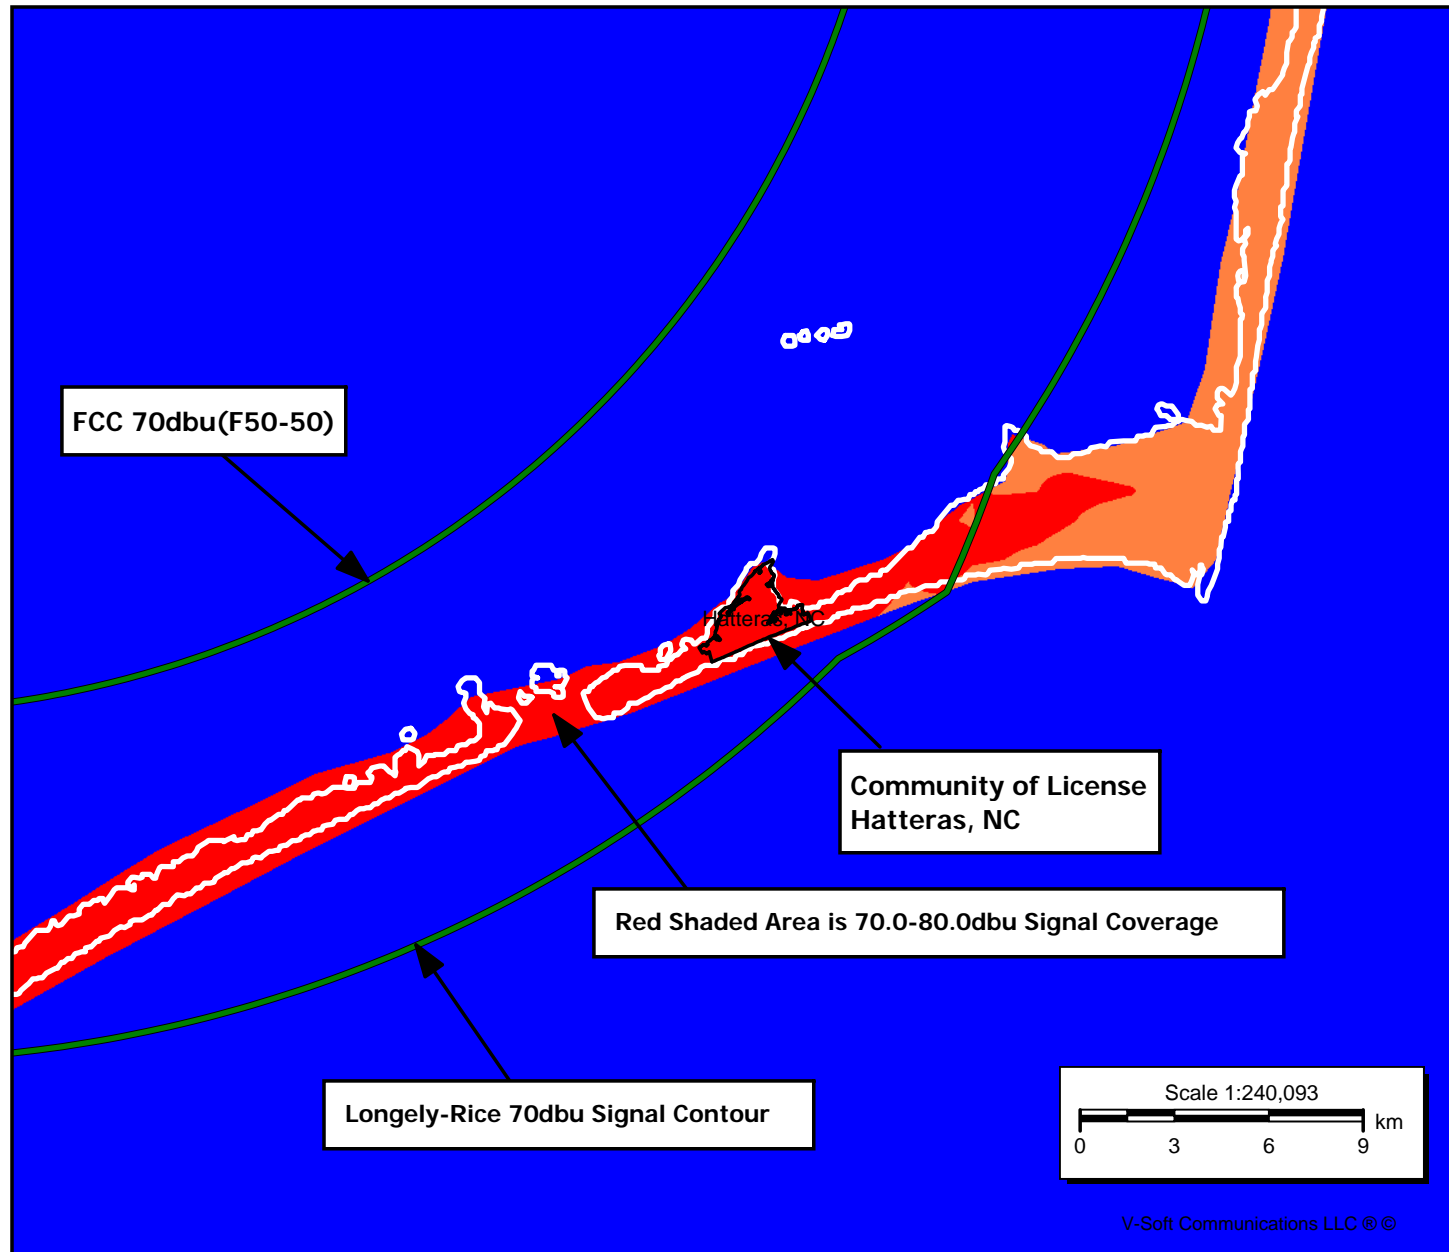 FCC 70dbu(F50-50)
Hatteras, NC
Community of License
Hatteras, NC
Red Shaded Area is 70.0-80.0dbu Signal Coverage
Longely-Rice 70dbu Signal Contour
Scale 1:240,093
km
0 3 6 9
V-Soft Communications LLC ® ©